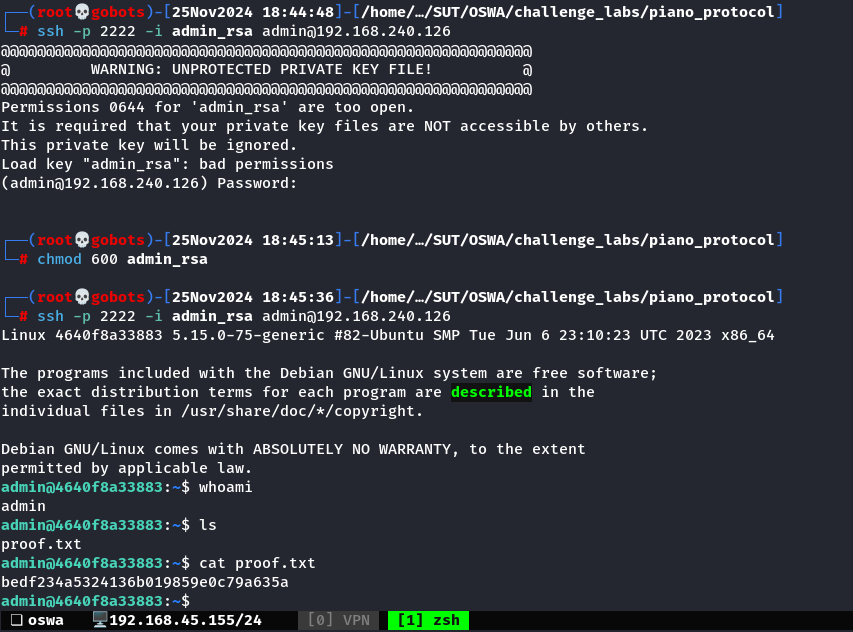 ┌──(root💀gobots)-[25Nov2024 18:44:48]-[/home/…/SUT/OSWA/challenge_labs/piano_protocol]
└─# ssh -p 2222 -i admin_rsa admin@192.168.240.126
@@@@@@@@@@@@@@@@@@@@@@@@@@@@@@@@@@@@@@@@@@@@@@@@@@@@@@@@@@@
@         WARNING: UNPROTECTED PRIVATE KEY FILE!          @
@@@@@@@@@@@@@@@@@@@@@@@@@@@@@@@@@@@@@@@@@@@@@@@@@@@@@@@@@@@
Permissions 0644 for 'admin_rsa' are too open.
It is required that your private key files are NOT accessible by others.
This private key will be ignored.
Load key "admin_rsa": bad permissions
(admin@192.168.240.126) Password:
┌──(root💀gobots)-[25Nov2024 18:45:13]-[/home/…/SUT/OSWA/challenge_labs/piano_protocol]
└─# chmod 600 admin_rsa
┌──(root💀gobots)-[25Nov2024 18:45:36]-[/home/…/SUT/OSWA/challenge_labs/piano_protocol]
└─# ssh -p 2222 -i admin_rsa admin@192.168.240.126
Linux 4640f8a33883 5.15.0-75-generic #82-Ubuntu SMP Tue Jun 6 23:10:23 UTC 2023 x86_64
The programs included with the Debian GNU/Linux system are free software;
the exact distribution terms for each program are described in the
individual files in /usr/share/doc/*/copyright.
Debian GNU/Linux comes with ABSOLUTELY NO WARRANTY, to the extent
permitted by applicable law.
admin@4640f8a33883:~$ whoami
admin
admin@4640f8a33883:~$ ls
proof.txt
admin@4640f8a33883:~$ cat proof.txt
bedf234a5324136b019859e0c79a635a
admin@4640f8a33883:~$
❏ oswa 🖥192.168.45.155/24 [0] VPN [1] zsh